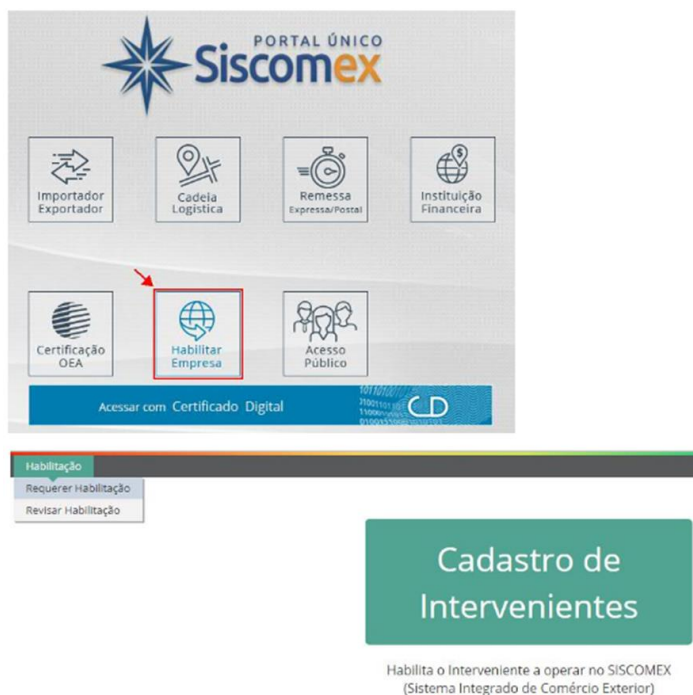 PORTAL ÚNICO
Siscomex
Importador
Exportador
Cadeia
Logística
Remessa
Expressa/Postal
Instituição
Financeira
Certificação
OEA
Habilitar
Empresa
Acesso
Público
Acessar com Certificado Digital
CD
Habilitação
Requerer Habilitação
Revisar Habilitação
Cadastro de
Intervenientes
Habilita o Interveniente a operar no SISCOMEX
(Sistema Integrado de Comércio Exterior)